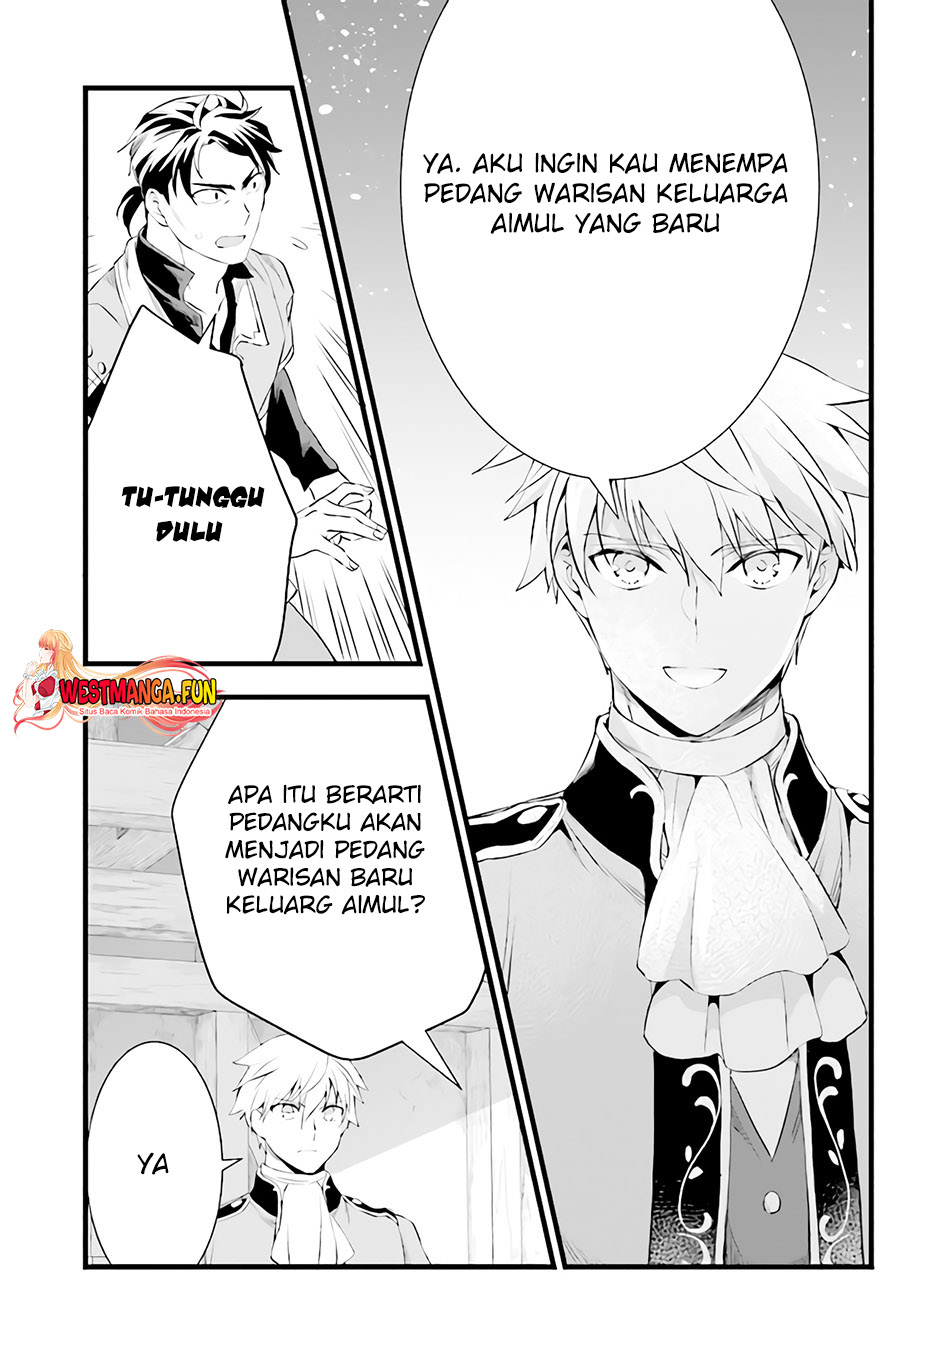 YA. AKU INGIN KAU MENEMPA
PEDANG WARISAN KELUARGA
AIMUL YANG BARU
TU-TUNGGU
DULU
WESTMANGA.FUN
Situs Baca Komik Bahasa Indonesia
APA ITU BERARTI
PEDANGKU AKAN
MENJADI PEDANG
WARISAN BARU
KELUARG AIMUL?
YA